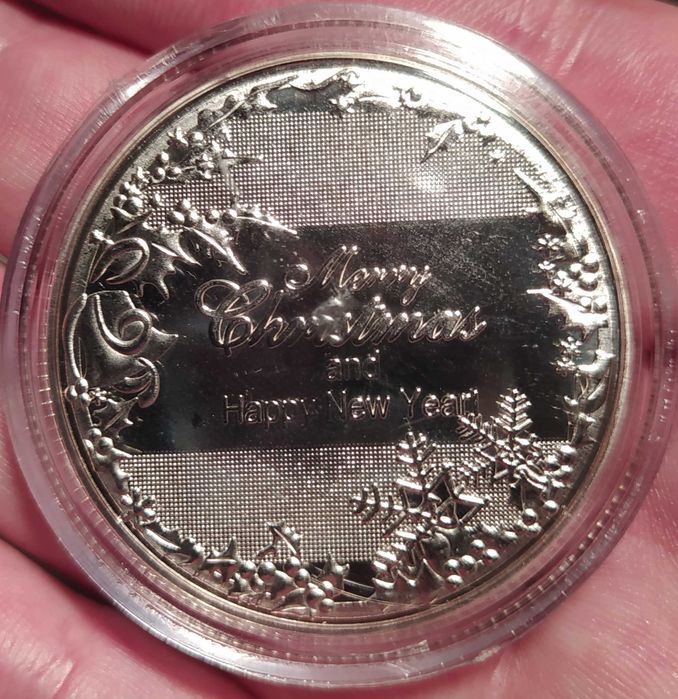 Merry
Christmas
and
Happy New Year!